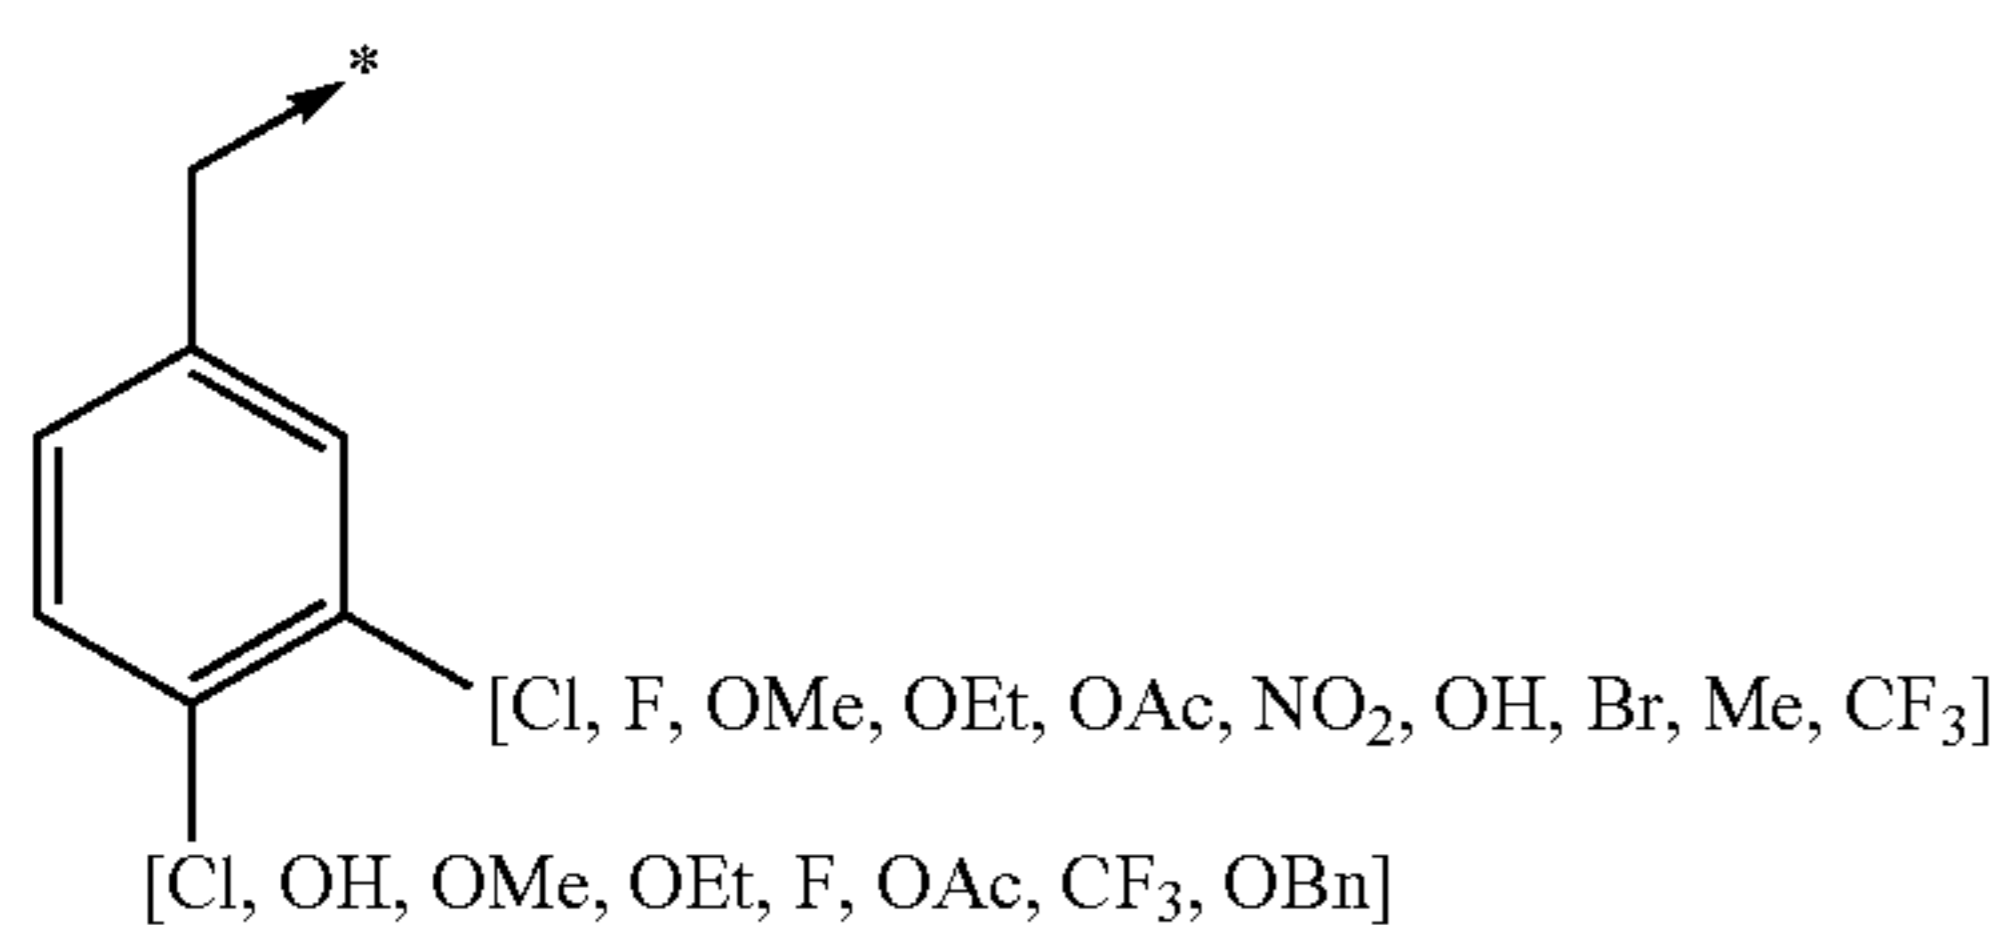 *
[Cl, F, OMe, OEt, OAc, NO₂, OH, Br, Me, CF₃]
[Cl, OH, OMe, OEt, F, OAc, CF₃, OBn]